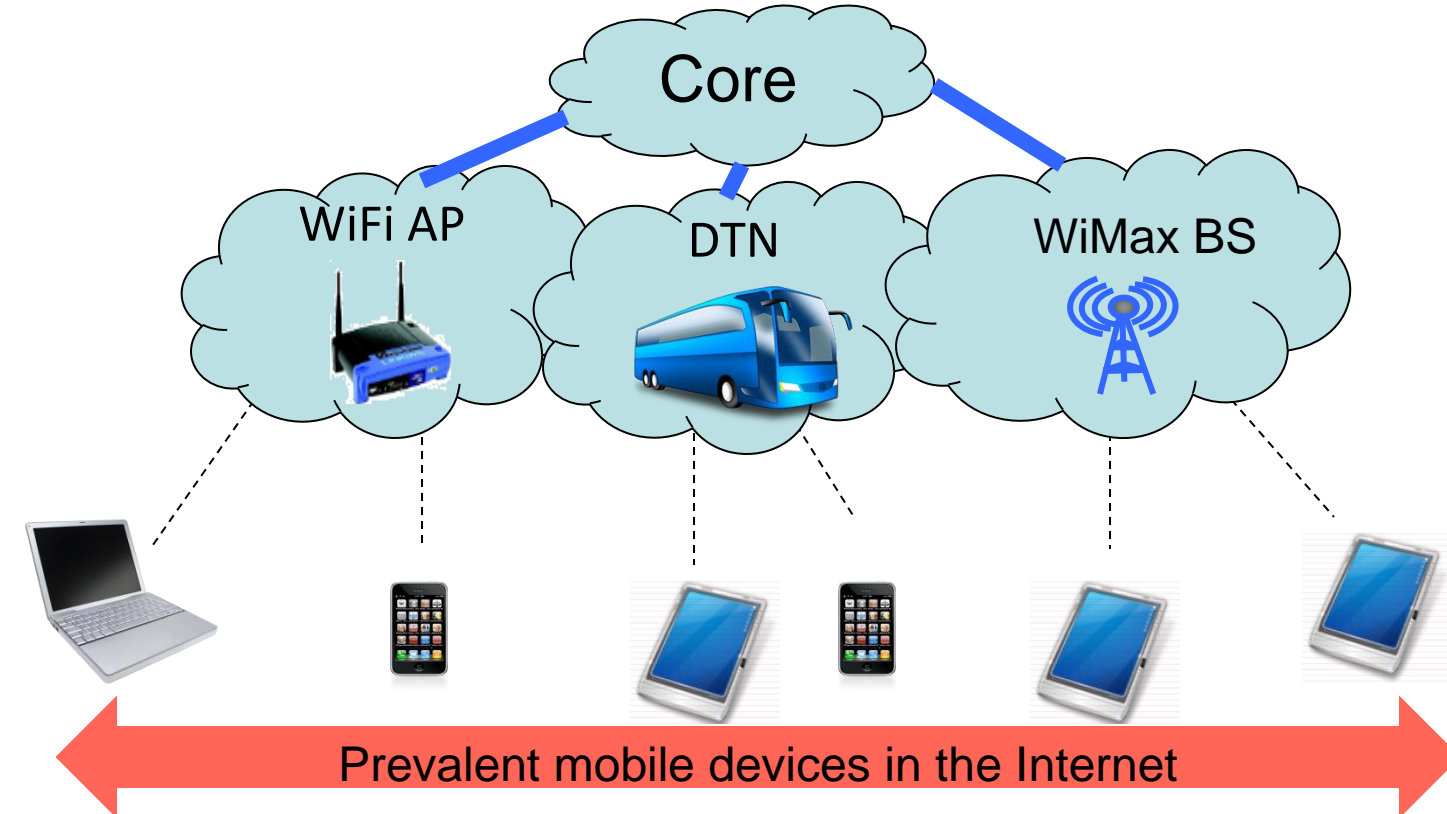 Core
WiFi AP
DTN
WiMax BS
Prevalent mobile devices in the Internet